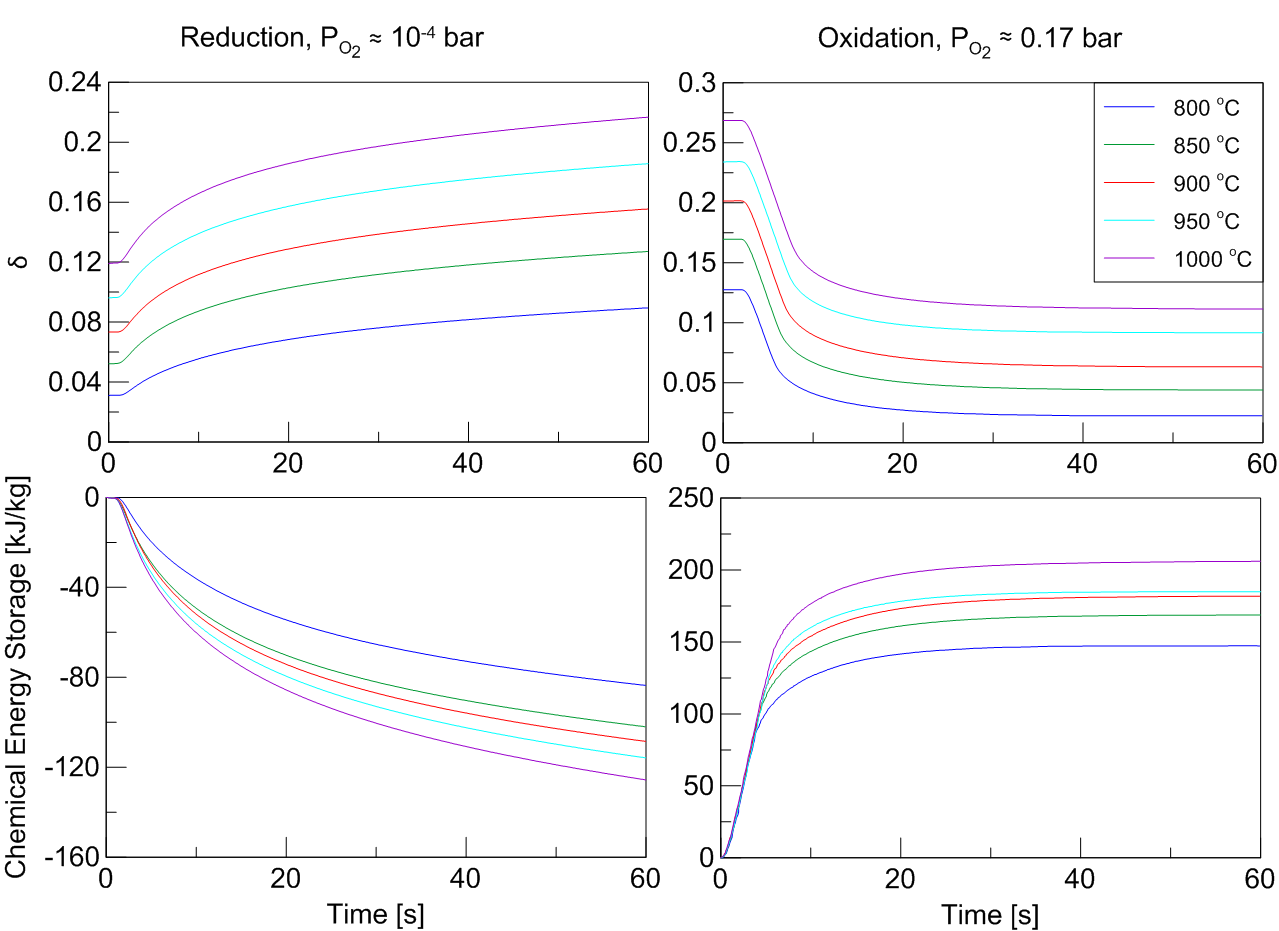 Reduction, P_O₂ ≈ 10⁻⁴ bar
Oxidation, P_O₂ ≈ 0.17 bar
0.24
0.2
0.16
0.12
0.08
0.04
0
δ
0 20 40 60
0.3
0.25
0.2
0.15
0.1
0.05
0
0 20 40 60
800 °C
850 °C
900 °C
950 °C
1000 °C
Chemical Energy Storage [kJ/kg]
0
-40
-80
-120
-160
0 20 40 60
Time [s]
250
200
150
100
50
0
0 20 40 60
Time [s]